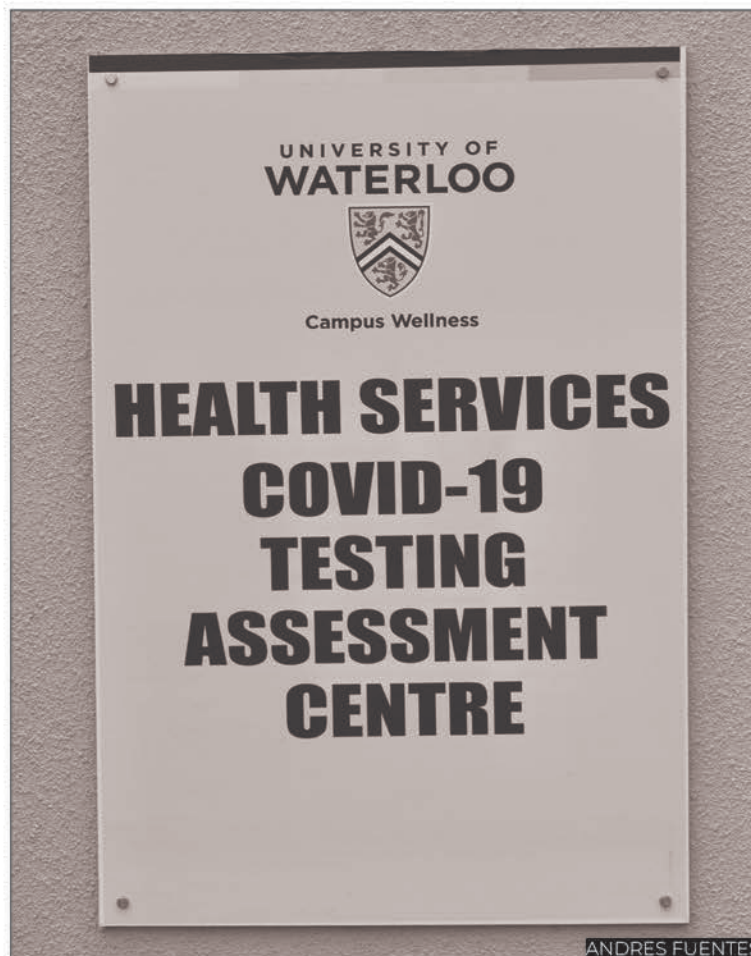 UNIVERSITY OF
WATERLOO
Campus Wellness
HEALTH SERVICES
COVID-19
TESTING
ASSESSMENT
CENTRE
ANDRES FUENTES